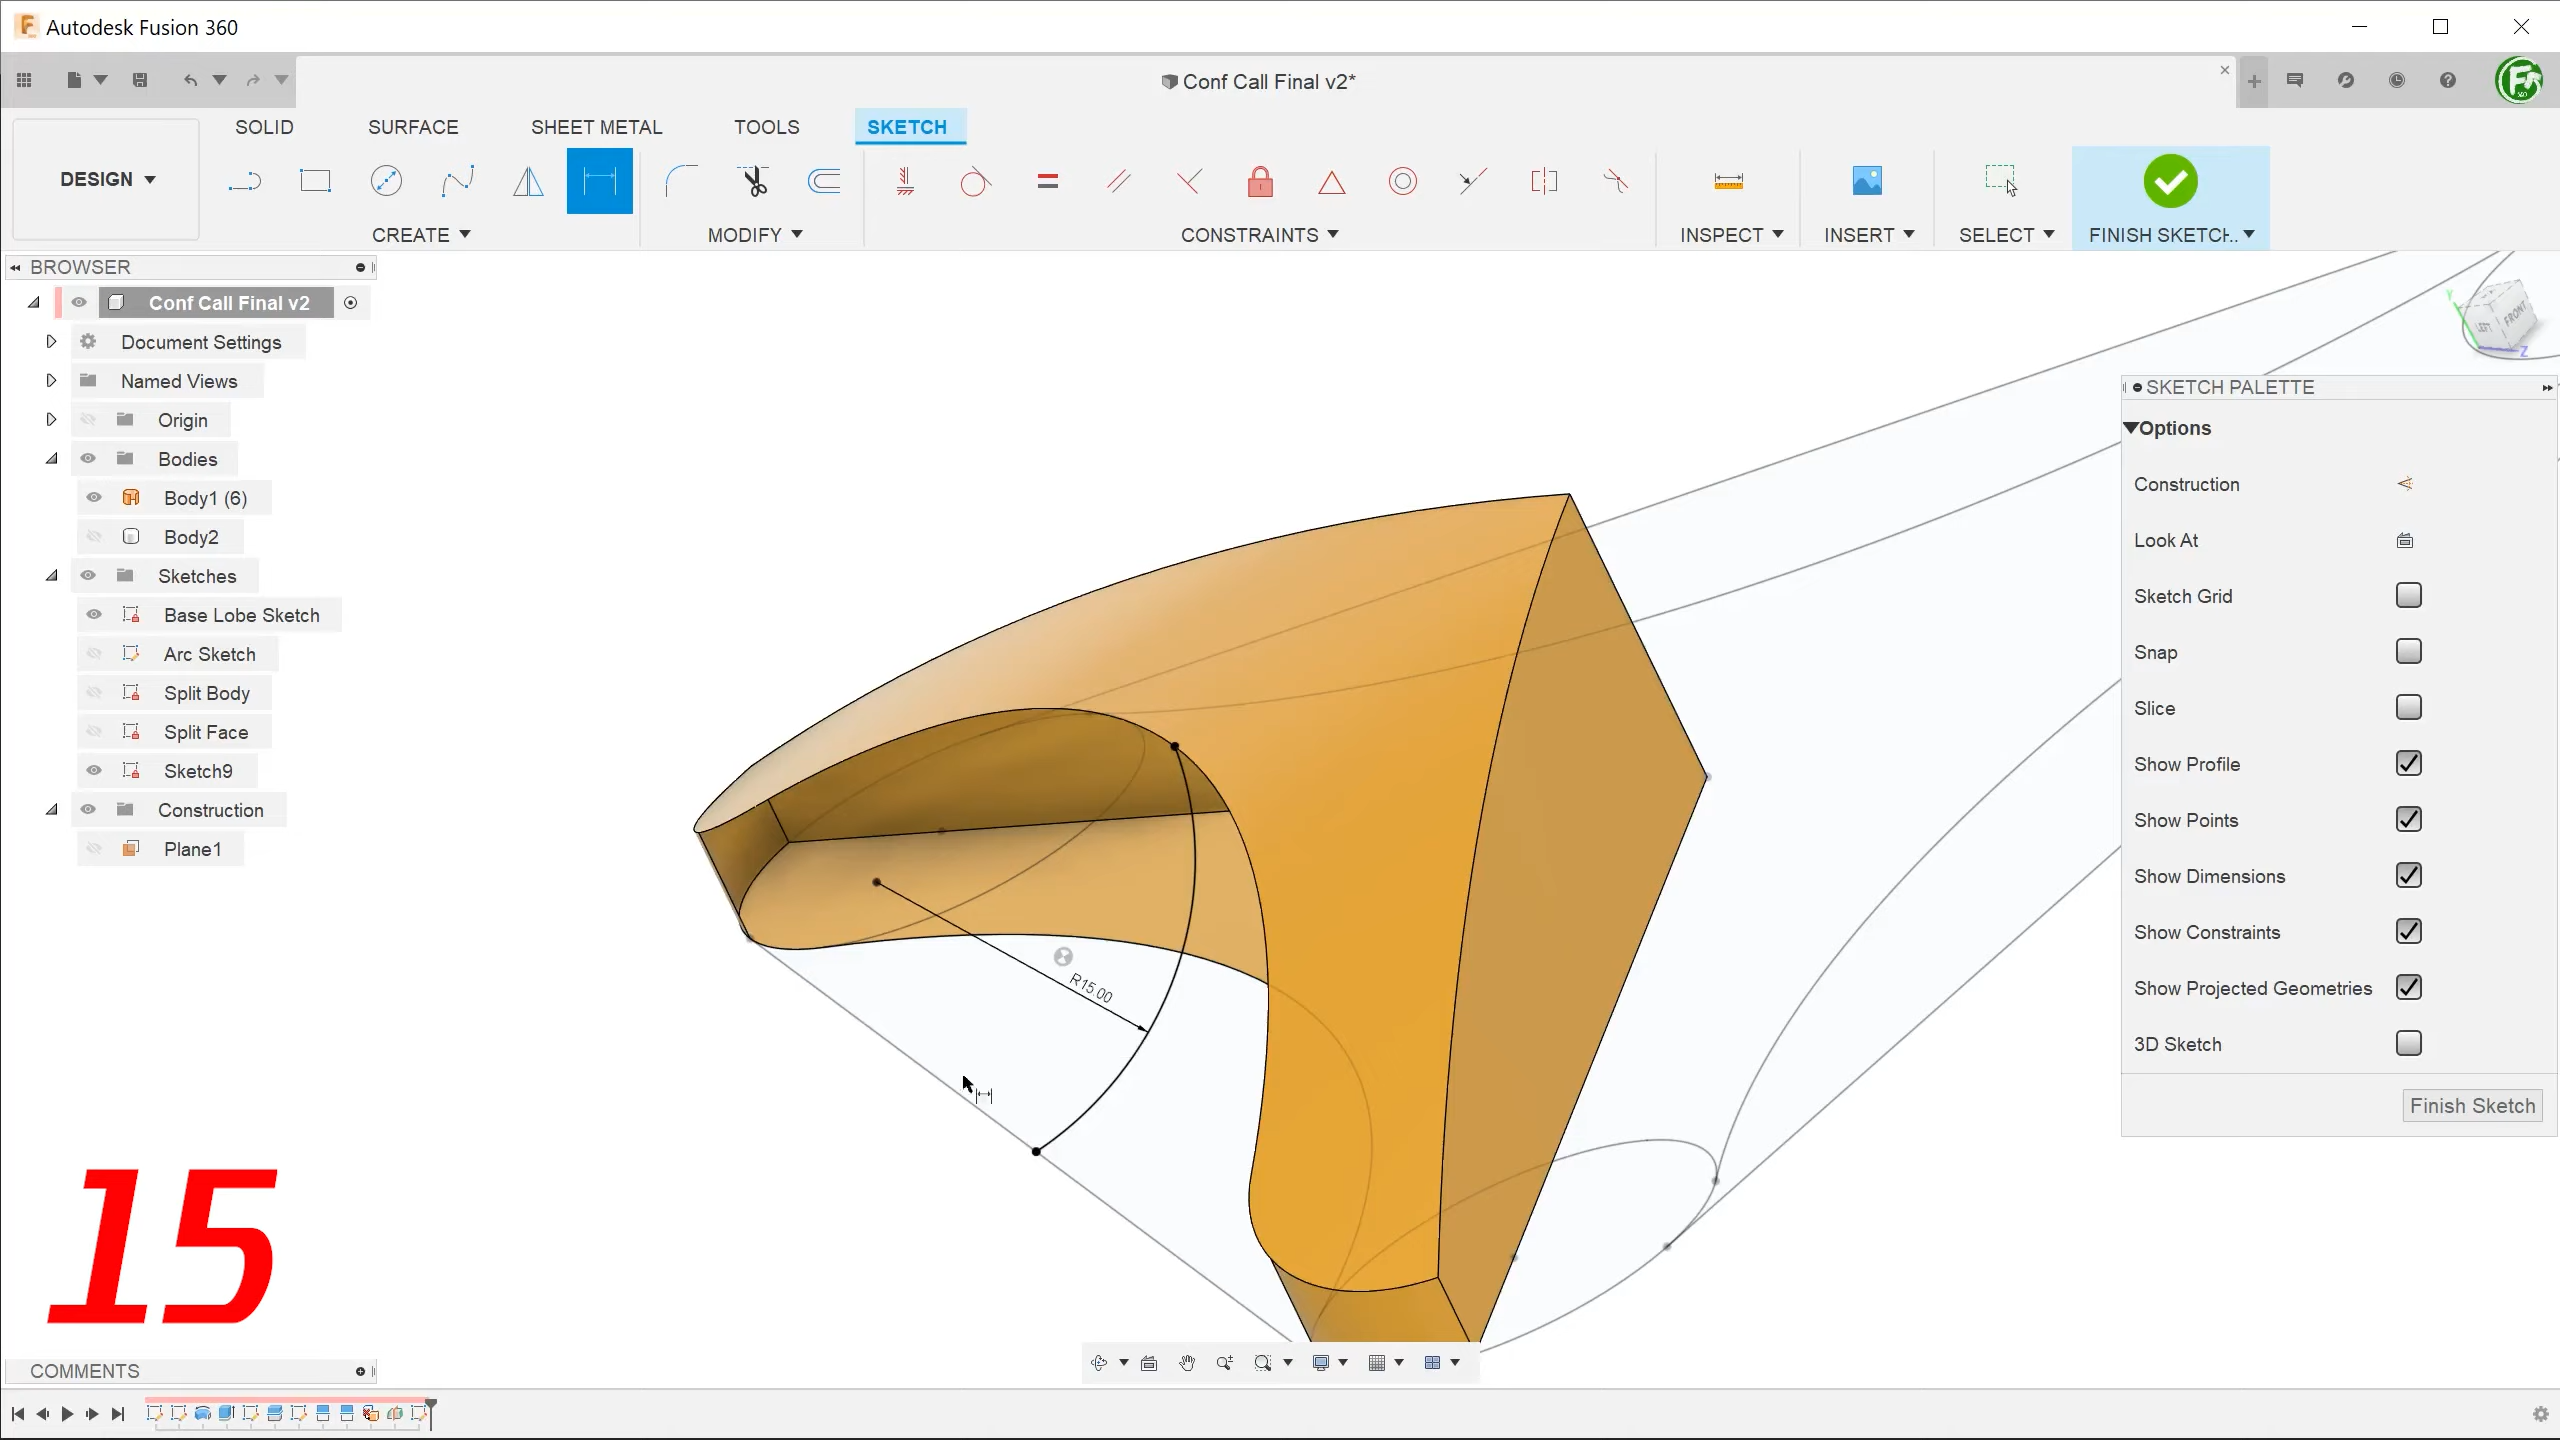 Autodesk Fusion 360
Conf Call Final v2*
SOLID
SURFACE
SHEET METAL
TOOLS
SKETCH
DESIGN
CREATE
MODIFY
CONSTRAINTS
INSPECT
INSERT
SELECT
FINISH SKETCH..
BROWSER
Conf Call Final v2
Document Settings
Named Views
Origin
Bodies
Body1 (6)
Body2
Sketches
Base Lobe Sketch
Arc Sketch
Split Body
Split Face
Sketch9
Construction
Plane1
LEFT
FRONT
Y
Z
SKETCH PALETTE
Options
Construction
Look At
Sketch Grid
Snap
Slice
Show Profile
Show Points
Show Dimensions
Show Constraints
Show Projected Geometries
3D Sketch
Finish Sketch
R15.00
15
COMMENTS